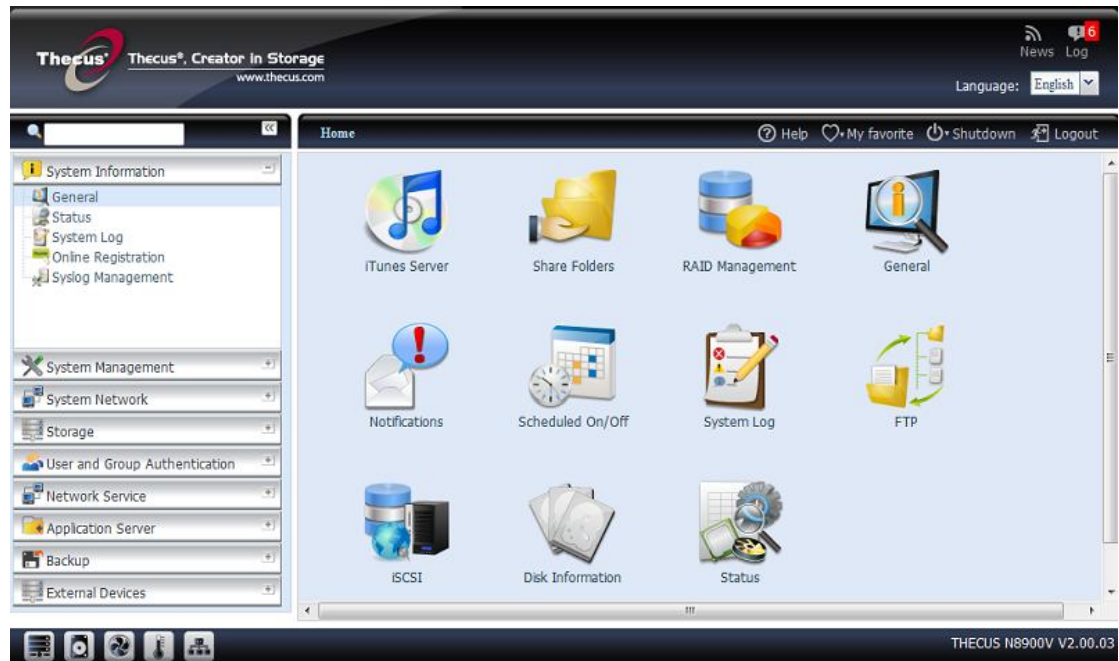 Thecus® Thecus®, Creator in Storage
www.thecus.com
6
News Log
Language: English
Home Help My favorite Shutdown Logout
System Information
General
Status
System Log
Online Registration
Syslog Management
System Management
System Network
Storage
User and Group Authentication
Network Service
Application Server
Backup
External Devices
iTunes Server Share Folders RAID Management General
Notifications Scheduled On/Off System Log FTP
iSCSI Disk Information Status
THECUS N8900V V2.00.03